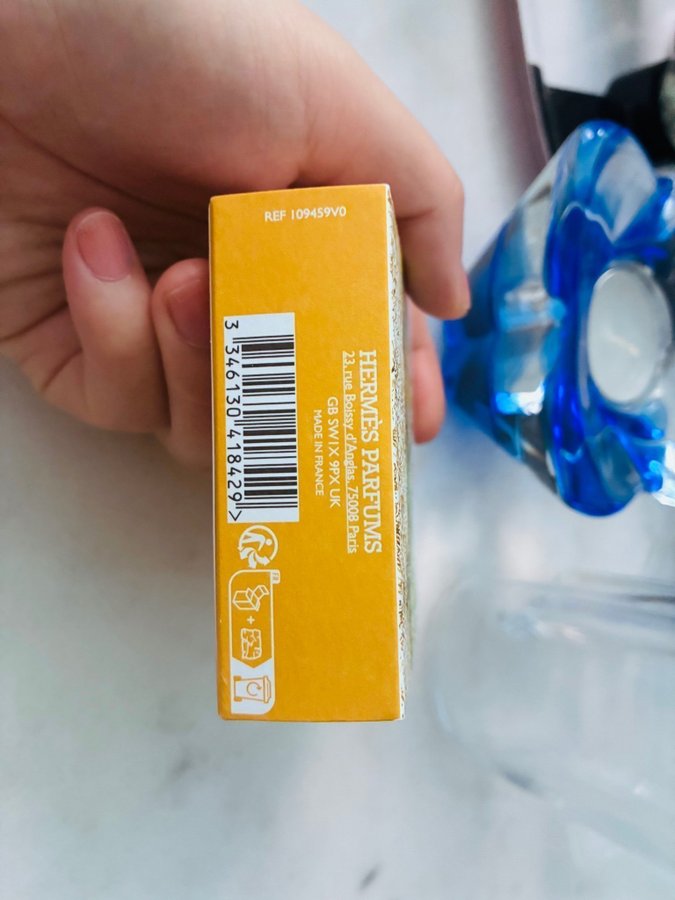 REF 109459V0
HERMÈS PARFUMS
23, rue Boissy d'Anglas, 75008 Paris
GB SW1X 9PX UK
MADE IN FRANCE
3 346130 418429 >
FR
+